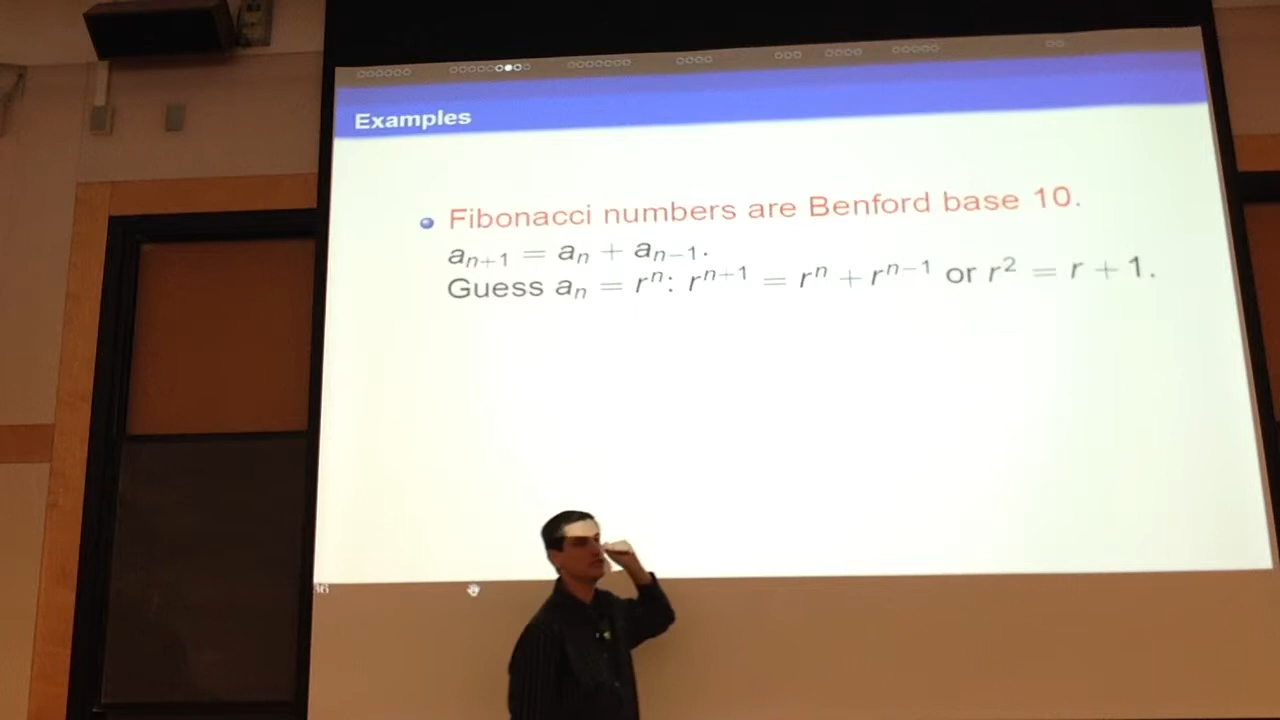 Examples
Fibonacci numbers are Benford base 10.
aₙ₊₁ = aₙ + aₙ₋₁.
Guess aₙ = rⁿ: rⁿ⁺¹ = rⁿ + rⁿ⁻¹ or r² = r + 1.